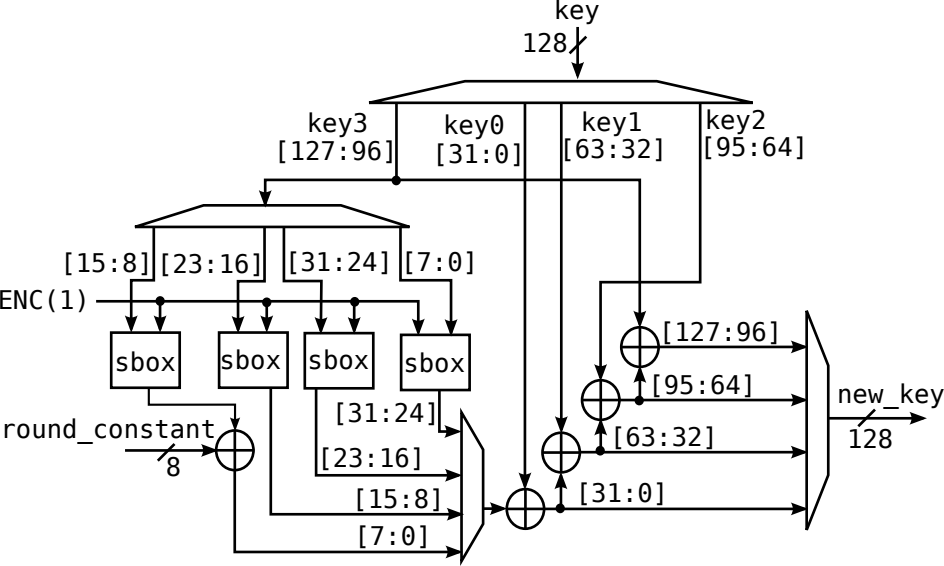 key
128
key3
key0
key1
key2
[127:96]
[31:0]
[63:32]
[95:64]
[15:8]
[23:16]
[31:24]
[7:0]
ENC(1)
sbox
sbox
sbox
sbox
[127:96]
[95:64]
new_key
128
[31:24]
round_constant
8
[63:32]
[23:16]
[31:0]
[15:8]
[7:0]